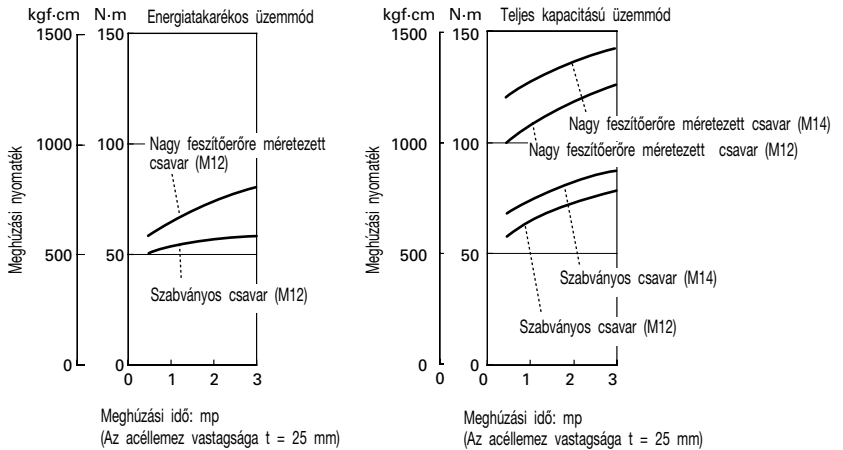 kgf·cm N·m Energiatakarékos üzemmód
1500 150
1000 100
Nagy feszítőerőre méretezett
csavar (M12)
Meghúzási nyomaték
500 50
Szabványos csavar (M12)
0 0
0 1 2 3
Meghúzási idő: mp
(Az acéllemez vastagsága t = 25 mm)
kgf·cm N·m Teljes kapacitású üzemmód
1500 150
Nagy feszítőerőre méretezett csavar (M14)
1000 100
Nagy feszítőerőre méretezett csavar (M12)
Meghúzási nyomaték
500 50
Szabványos csavar (M14)
Szabványos csavar (M12)
0 0
0 0 1 2 3
Meghúzási idő: mp
(Az acéllemez vastagsága t = 25 mm)